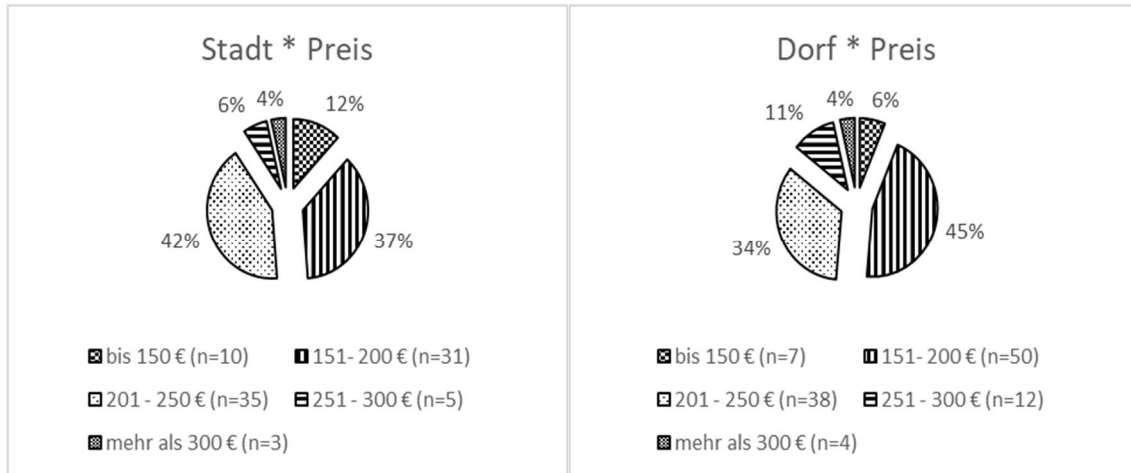 Stadt * Preis
6%
4%
12%
42%
37%
bis 150 € (n=10)
151- 200 € (n=31)
201 - 250 € (n=35)
251 - 300 € (n=5)
mehr als 300 € (n=3)
Dorf * Preis
11%
4%
6%
34%
45%
bis 150 € (n=7)
151- 200 € (n=50)
201 - 250 € (n=38)
251 - 300 € (n=12)
mehr als 300 € (n=4)